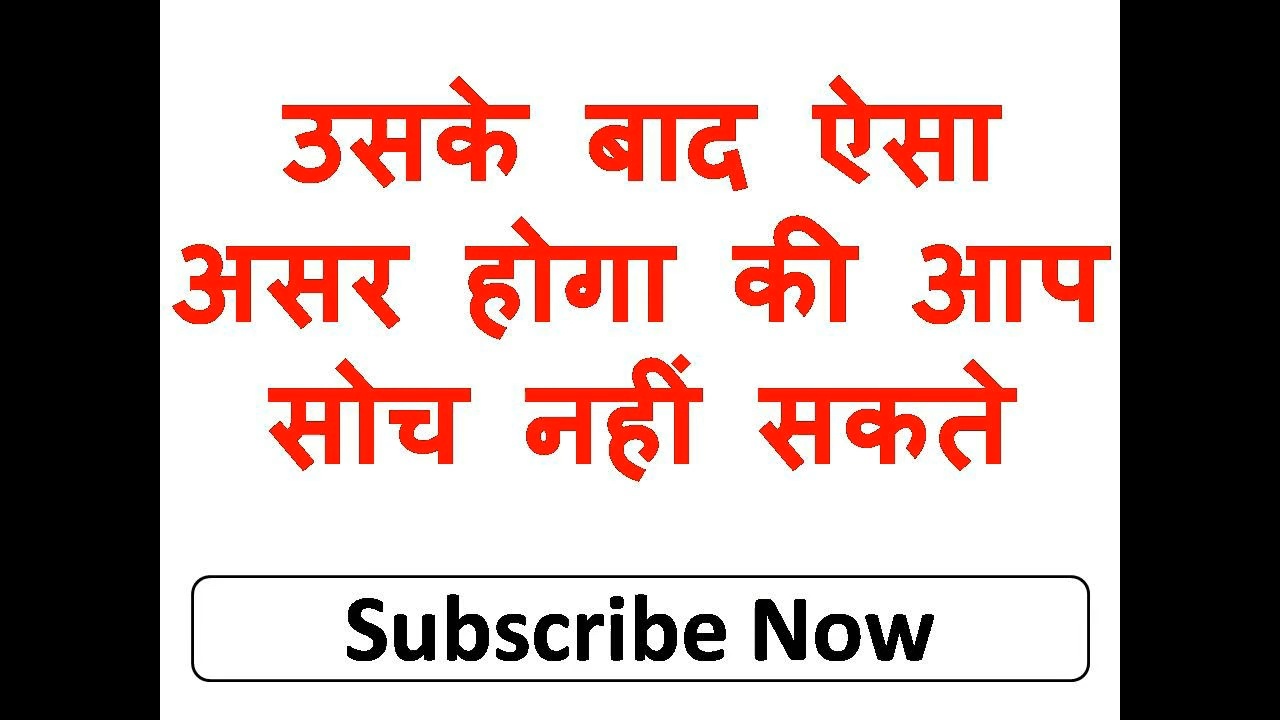 उसके बाद ऐसा
असर होगा की आप
सोच नहीं सकते
Subscribe Now